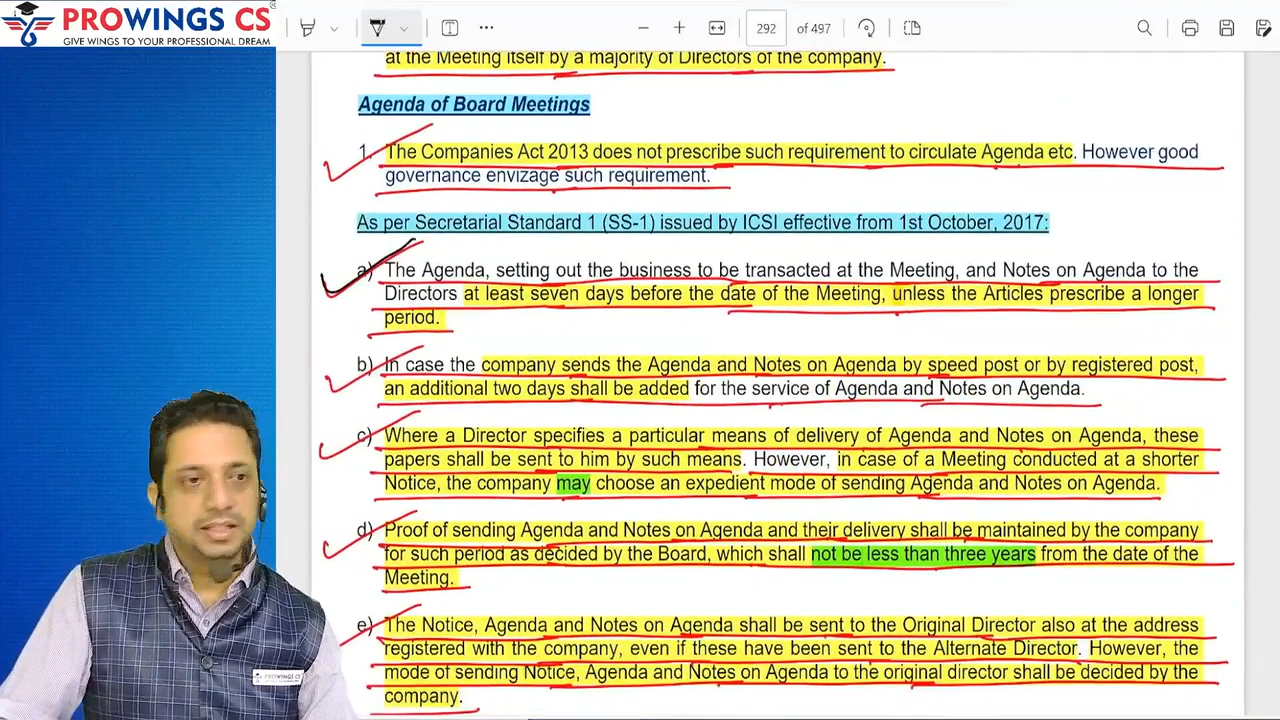 PROWINGS CS
GIVE WINGS TO YOUR PROFESSIONAL DREAM
292 of 497
at the Meeting itself by a majority of Directors of the company.
Agenda of Board Meetings
1. The Companies Act 2013 does not prescribe such requirement to circulate Agenda etc. However good
governance envizage such requirement.
As per Secretarial Standard 1 (SS-1) issued by ICSI effective from 1st October, 2017:
a) The Agenda, setting out the business to be transacted at the Meeting, and Notes on Agenda to the
Directors at least seven days before the date of the Meeting, unless the Articles prescribe a longer
period.
b) In case the company sends the Agenda and Notes on Agenda by speed post or by registered post,
an additional two days shall be added for the service of Agenda and Notes on Agenda.
c) Where a Director specifies a particular means of delivery of Agenda and Notes on Agenda, these
papers shall be sent to him by such means. However, in case of a Meeting conducted at a shorter
Notice, the company may choose an expedient mode of sending Agenda and Notes on Agenda.
d) Proof of sending Agenda and Notes on Agenda and their delivery shall be maintained by the company
for such period as decided by the Board, which shall not be less than three years from the date of the
Meeting.
e) The Notice, Agenda and Notes on Agenda shall be sent to the Original Director also at the address
registered with the company, even if these have been sent to the Alternate Director. However, the
mode of sending Notice, Agenda and Notes on Agenda to the original director shall be decided by the
company.
PROWINGS CS